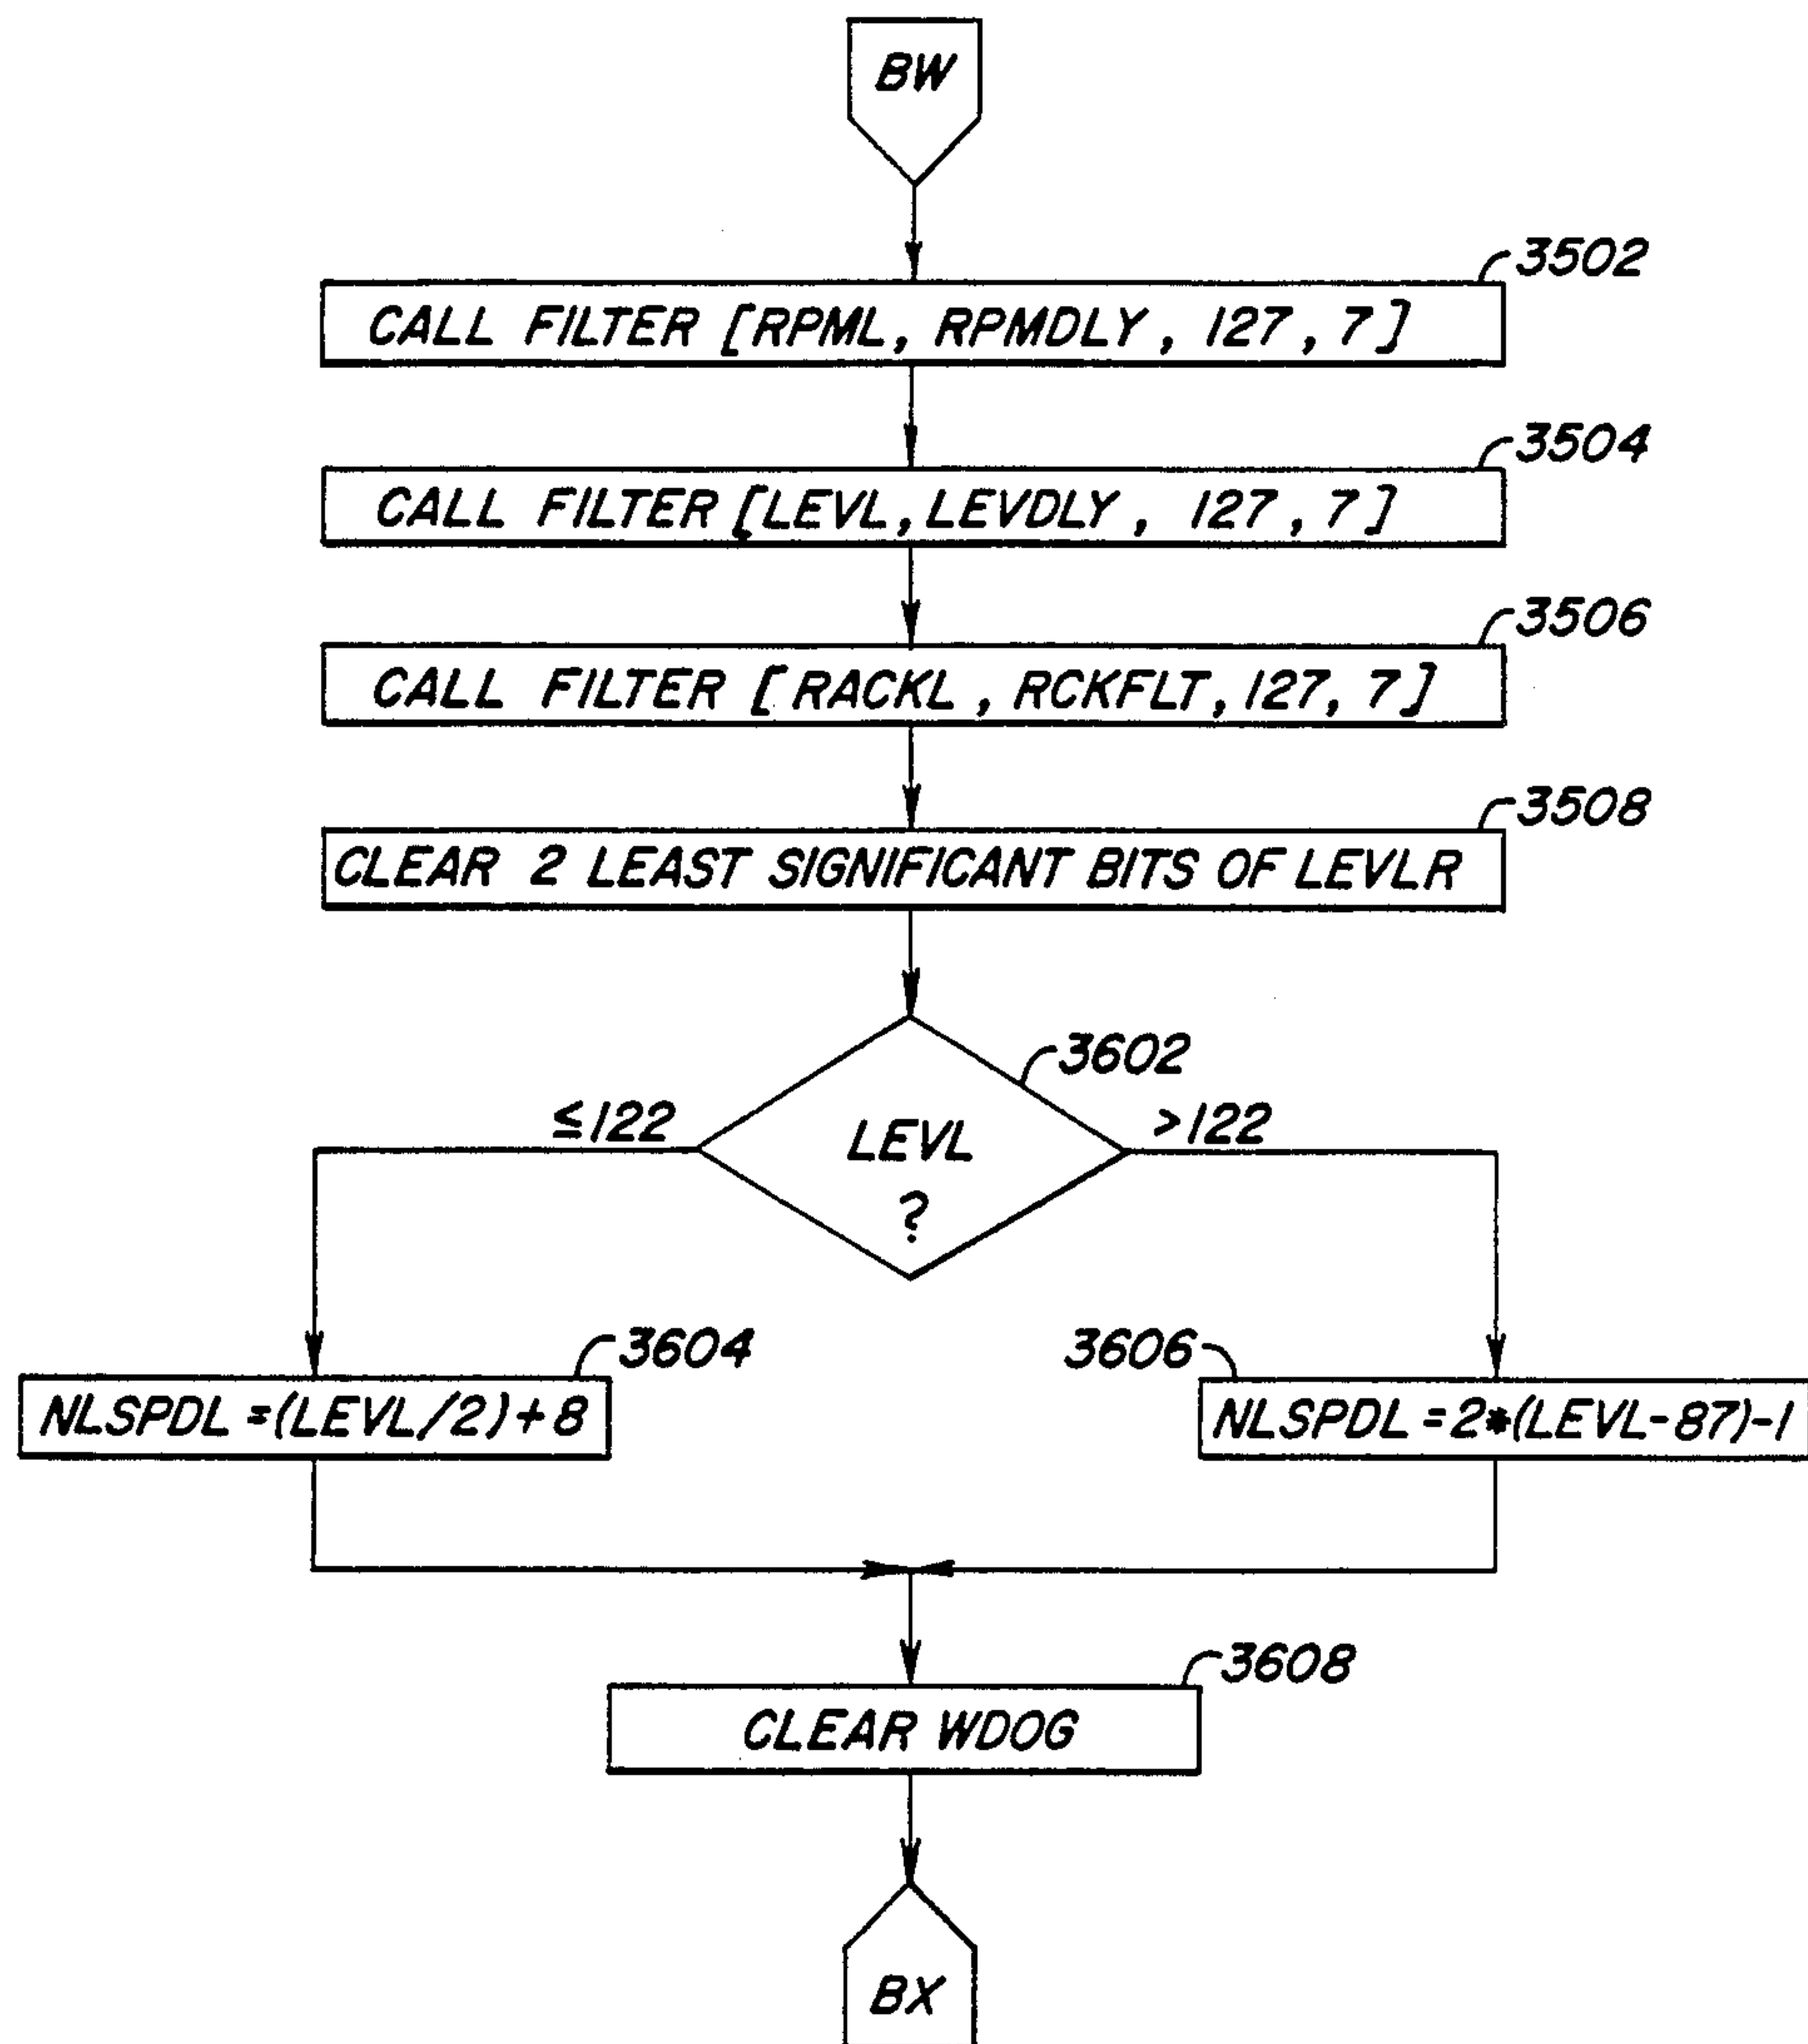 BW
3502
CALL FILTER [RPML, RPMDLY, 127, 7]
3504
CALL FILTER [LEVL, LEVDLY, 127, 7]
3506
CALL FILTER [RACKL, RCKFLT, 127, 7]
3508
CLEAR 2 LEAST SIGNIFICANT BITS OF LEVLR
3602
≤122
LEVL
?
>122
3604
NLSPDL=(LEVL/2)+8
3606
NLSPDL=2*(LEVL-87)-1
3608
CLEAR WDOG
BX